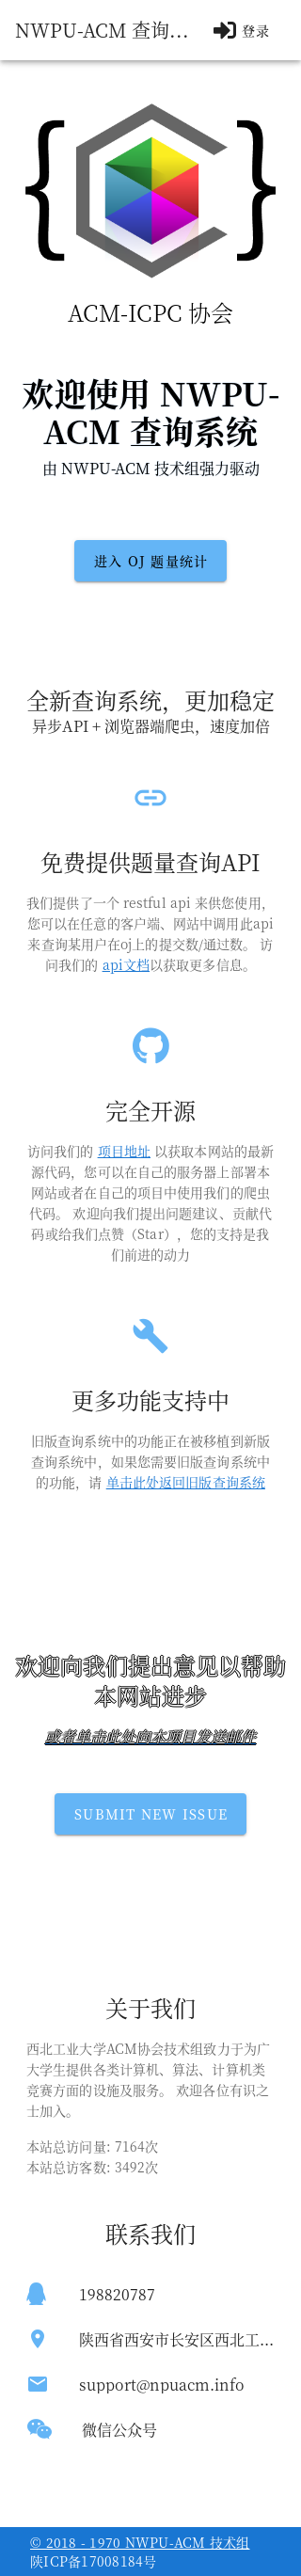 NWPU-ACM 查询... 登录
ACM-ICPC 协会
欢迎使用 NWPU-
ACM 查询系统
由 NWPU-ACM 技术组强力驱动
进入 OJ 题量统计
全新查询系统，更加稳定
异步API + 浏览器端爬虫，速度加倍
免费提供题量查询API
我们提供了一个 restful api 来供您使用，
您可以在任意的客户端、网站中调用此api
来查询某用户在oj上的提交数/通过数。 访
问我们的 api文档以获取更多信息。
完全开源
访问我们的 项目地址 以获取本网站的最新
源代码，您可以在自己的服务器上部署本
网站或者在自己的项目中使用我们的爬虫
代码。 欢迎向我们提出问题建议、贡献代
码或给我们点赞（Star），您的支持是我
们前进的动力
更多功能支持中
旧版查询系统中的功能正在被移植到新版
查询系统中，如果您需要旧版查询系统中
的功能，请 单击此处返回旧版查询系统
欢迎向我们提出意见以帮助
本网站进步
或者单击此处向本项目发送邮件
SUBMIT NEW ISSUE
关于我们
西北工业大学ACM协会技术组致力于为广
大学生提供各类计算机、算法、计算机类
竞赛方面的设施及服务。 欢迎各位有识之
士加入。
本站总访问量: 7164次
本站总访客数: 3492次
联系我们
198820787
陕西省西安市长安区西北工...
support@npuacm.info
微信公众号
© 2018 - 1970 NWPU-ACM 技术组
陕ICP备17008184号